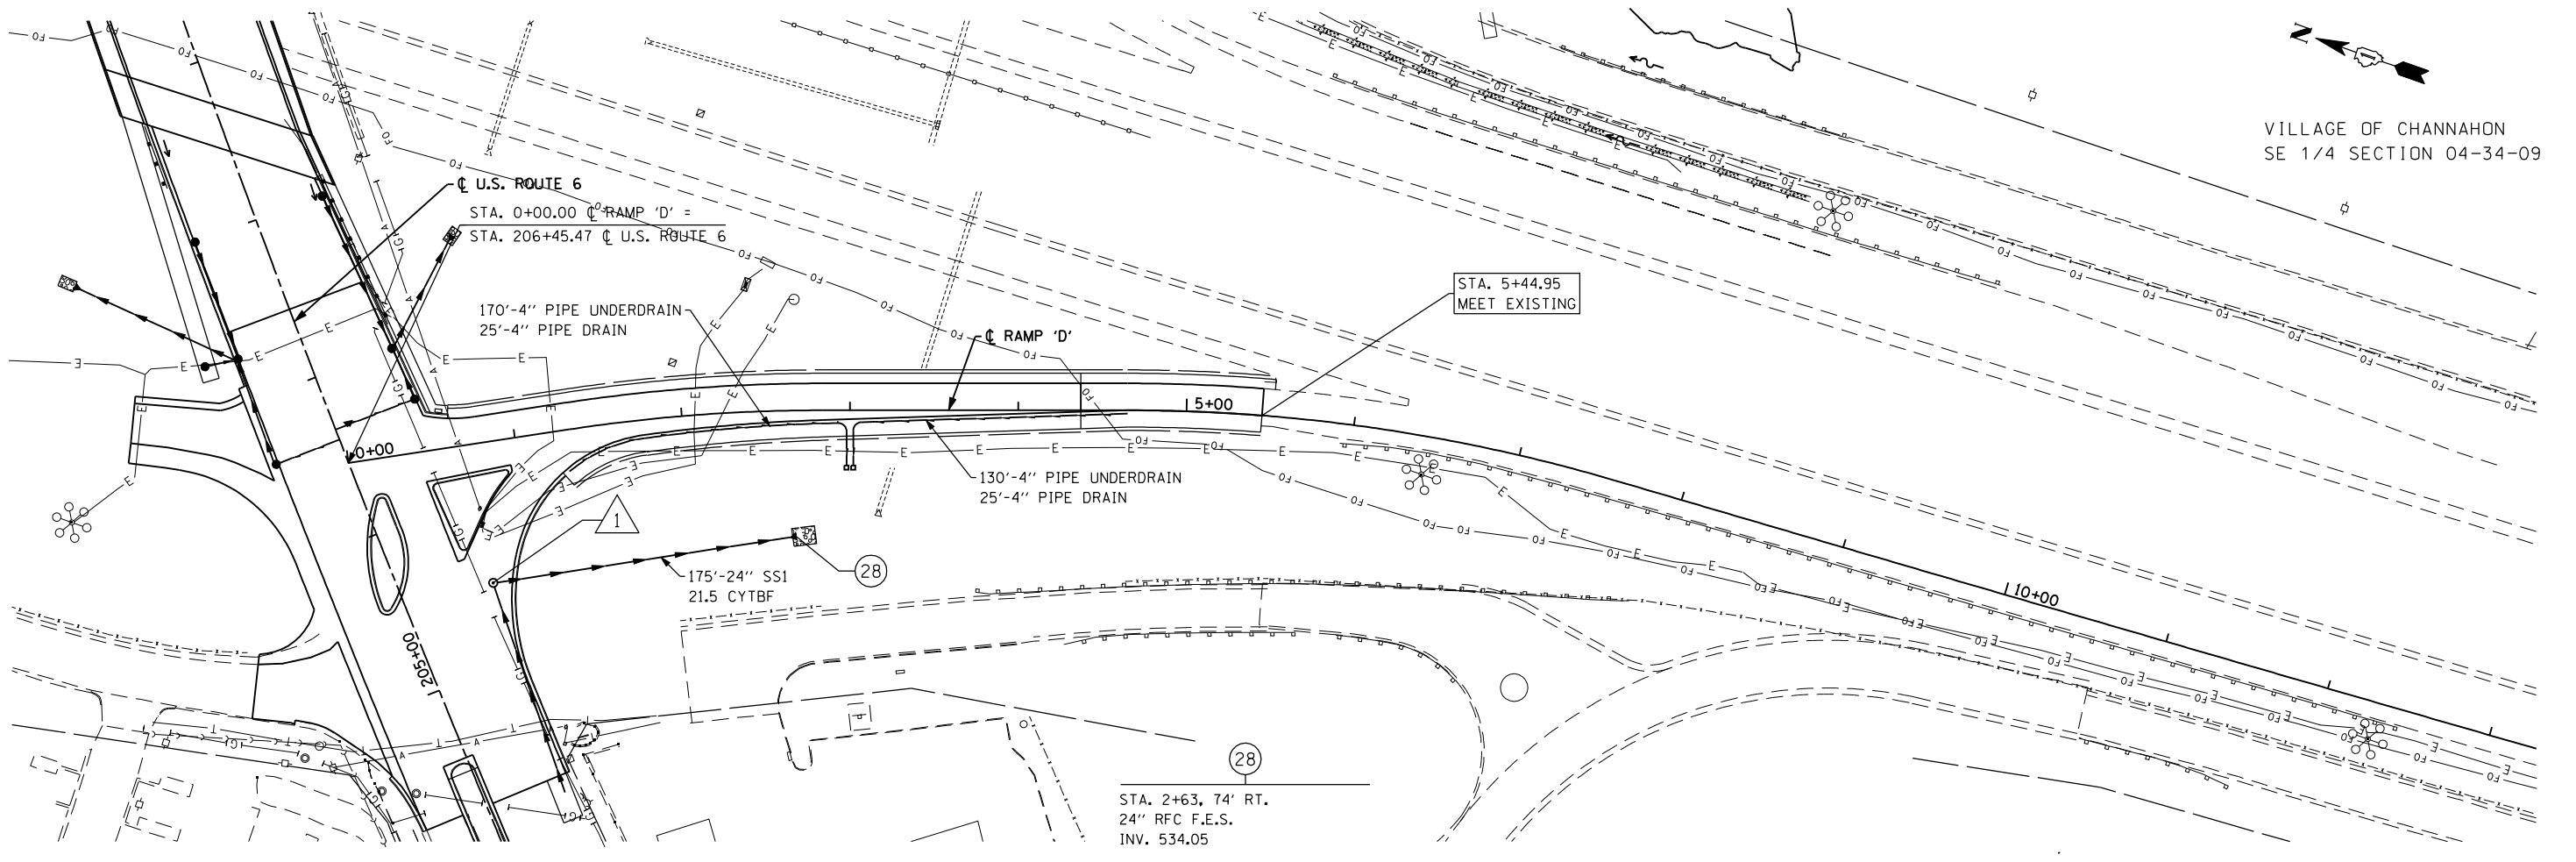 N
VILLAGE OF CHANNAHON
SE 1/4 SECTION 04-34-09
℄ U.S. ROUTE 6
STA. 0+00.00 ℄ RAMP 'D' =
STA. 206+45.47 ℄ U.S. ROUTE 6
170'-4'' PIPE UNDERDRAIN
25'-4'' PIPE DRAIN
℄ RAMP 'D'
STA. 5+44.95
MEET EXISTING
5+00
0+00
130'-4'' PIPE UNDERDRAIN
25'-4'' PIPE DRAIN
1
28
175'-24'' SS1
21.5 CYTBF
10+00
205+00
28
STA. 2+63, 74' RT.
24'' RFC F.E.S.
INV. 534.05